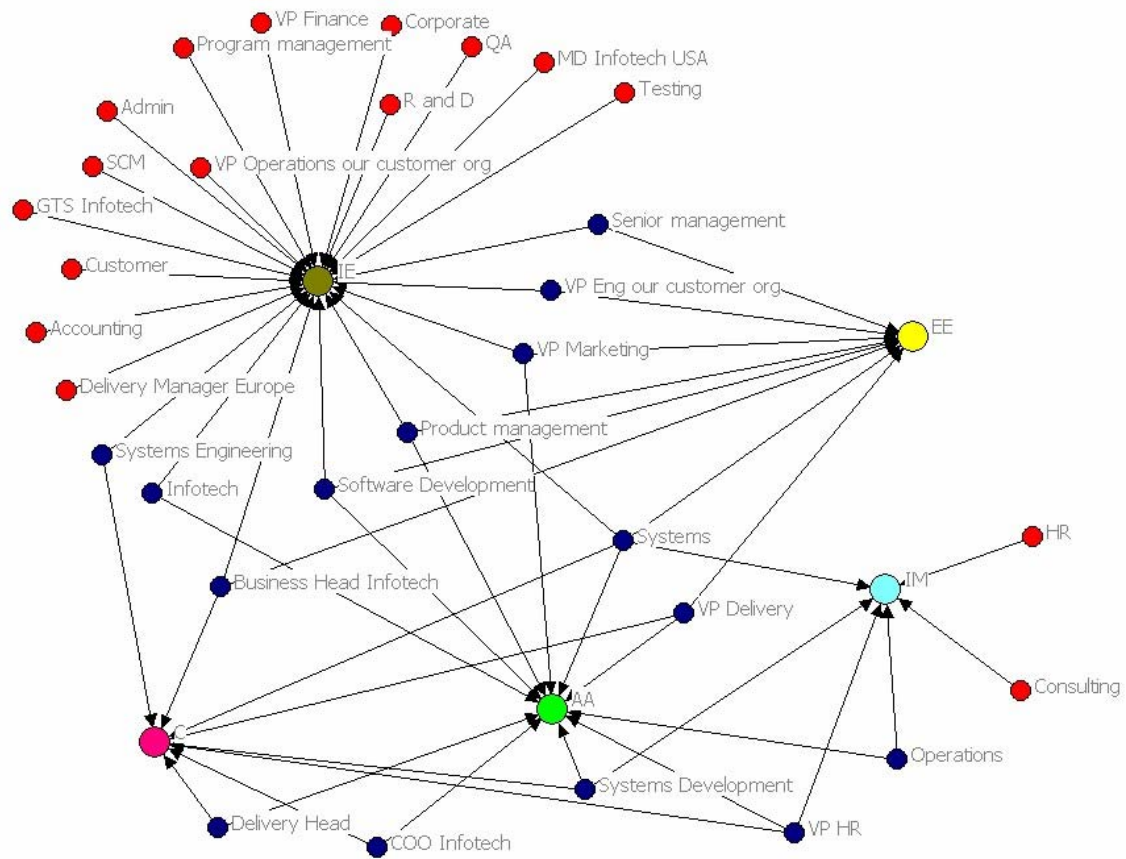 VP Finance
Corporate
Program management
QA
MD Infotech USA
Testing
R and D
Admin
SCM
VP Operations our customer org
GTS Infotech
Senior management
Customer
IE
VP Eng our customer org
Accounting
EE
VP Marketing
Delivery Manager Europe
Product management
Systems Engineering
Infotech
Software Development
Systems
HR
Business Head Infotech
IM
VP Delivery
Consulting
AA
C
Operations
Systems Development
Delivery Head
VP HR
COO Infotech